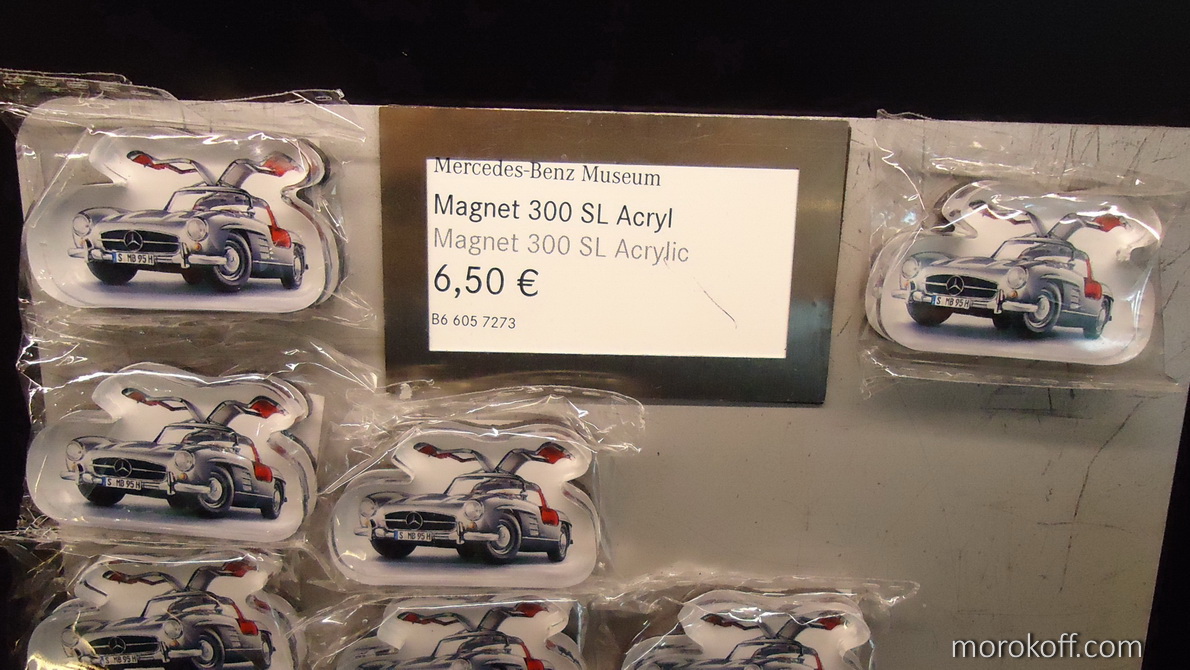 Mercedes-Benz Museum
Magnet 300 SL Acryl
Magnet 300 SL Acrylic
6,50 €
B6 605 7273
S MB 95 H
S MB 95 H
S MB 95 H
S MB 95 H
S MB 95 H
morokoff.com